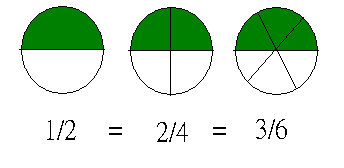 1/2 = 2/4 = 3/6